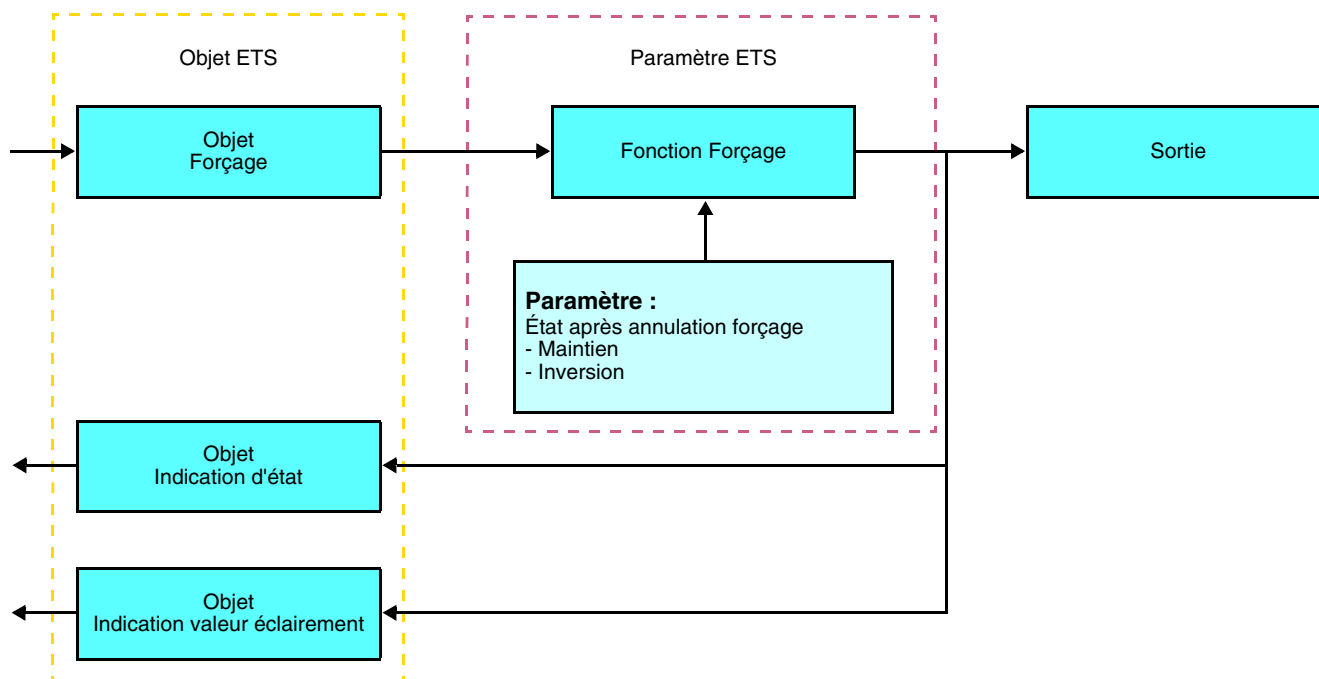 Objet ETS
Paramètre ETS
Objet
Forçage
Fonction Forçage
Sortie
Paramètre :
État après annulation forçage
- Maintien
- Inversion
Objet
Indication d'état
Objet
Indication valeur éclairement